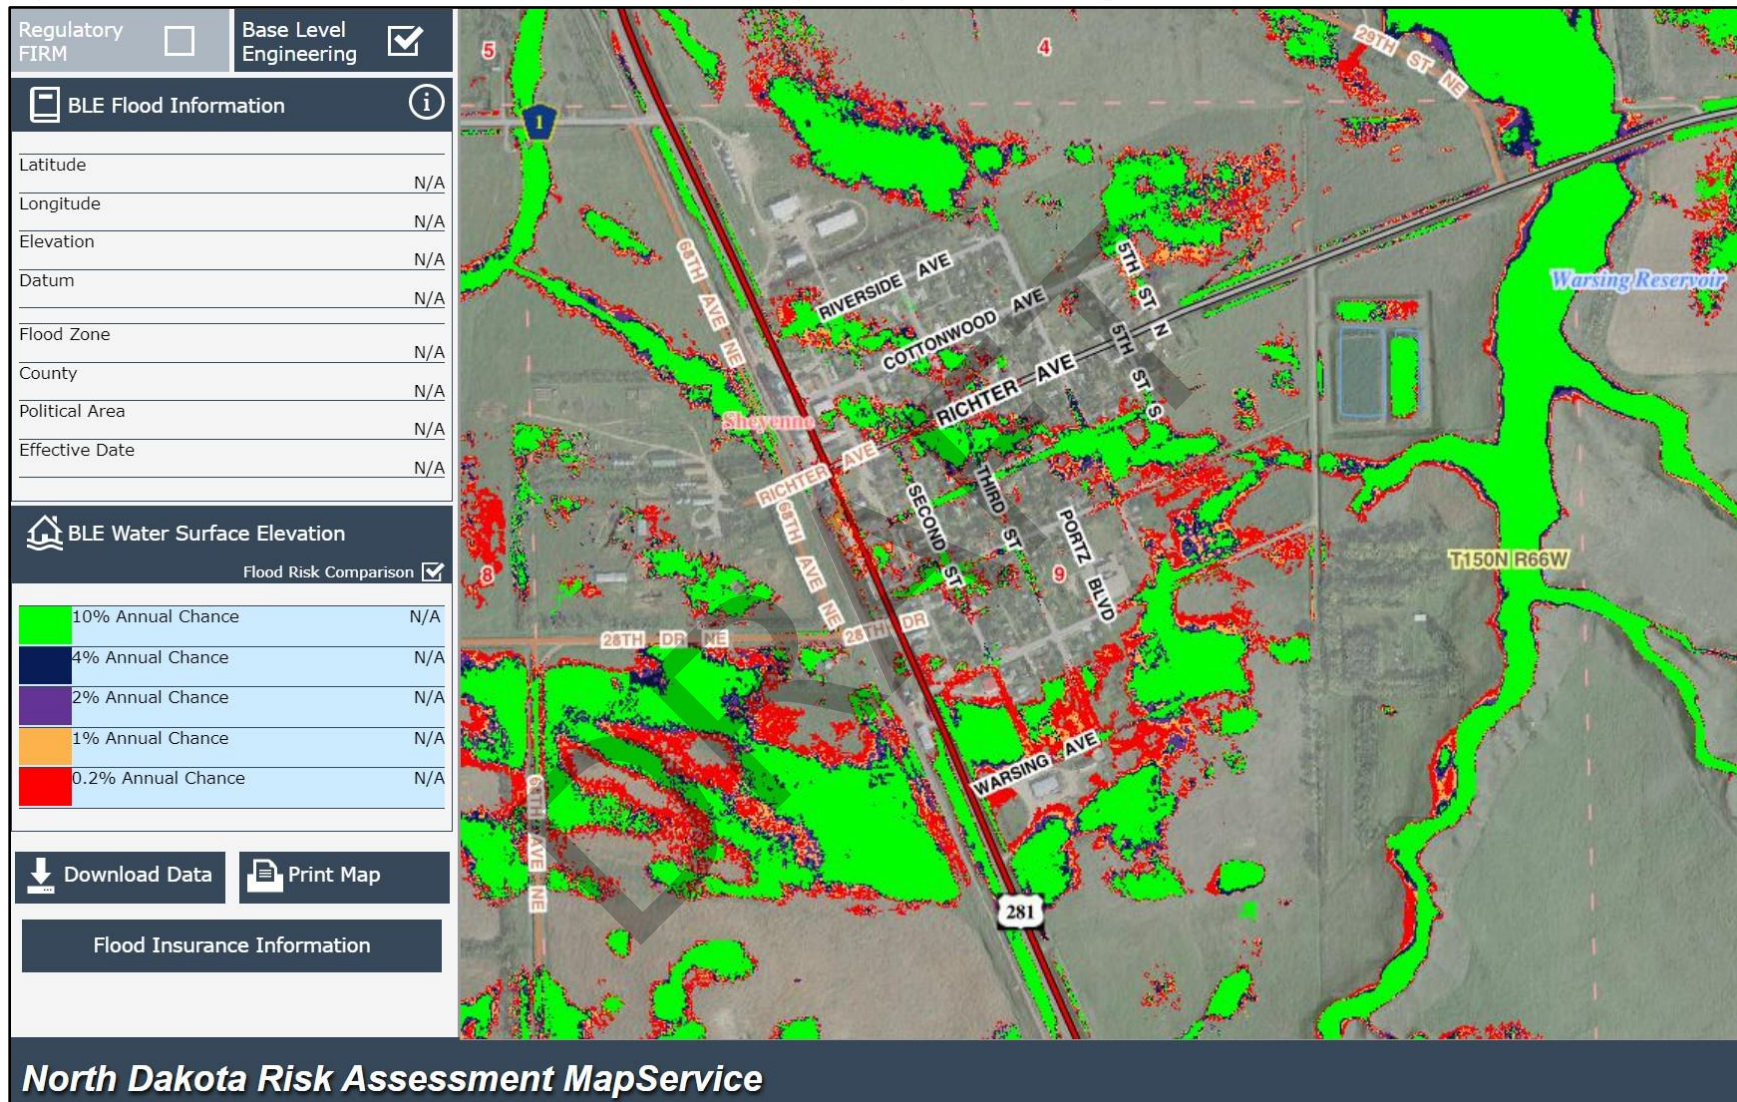 Regulatory
FIRM
Base Level
Engineering
BLE Flood Information
i
Latitude
N/A
Longitude
N/A
Elevation
N/A
Datum
N/A
Flood Zone
N/A
County
N/A
Political Area
N/A
Effective Date
N/A
BLE Water Surface Elevation
Flood Risk Comparison
10% Annual Chance N/A
4% Annual Chance N/A
2% Annual Chance N/A
1% Annual Chance N/A
0.2% Annual Chance N/A
Download Data
Print Map
Flood Insurance Information
5
4
29TH ST NE
1
68TH AVE NE
RIVERSIDE AVE
5TH ST N
Warsing Reservoir
COTTONWOOD AVE
RICHTER AVE
5TH ST S
Sheyenne
RICHTER AVE
SECOND ST
THIRD ST
PORTZ BLVD
68TH AVE NE
8
9
T150N R66W
28TH DR NE
28TH DR
WARSING AVE
68TH AVE NE
281
DRAFT
North Dakota Risk Assessment MapService